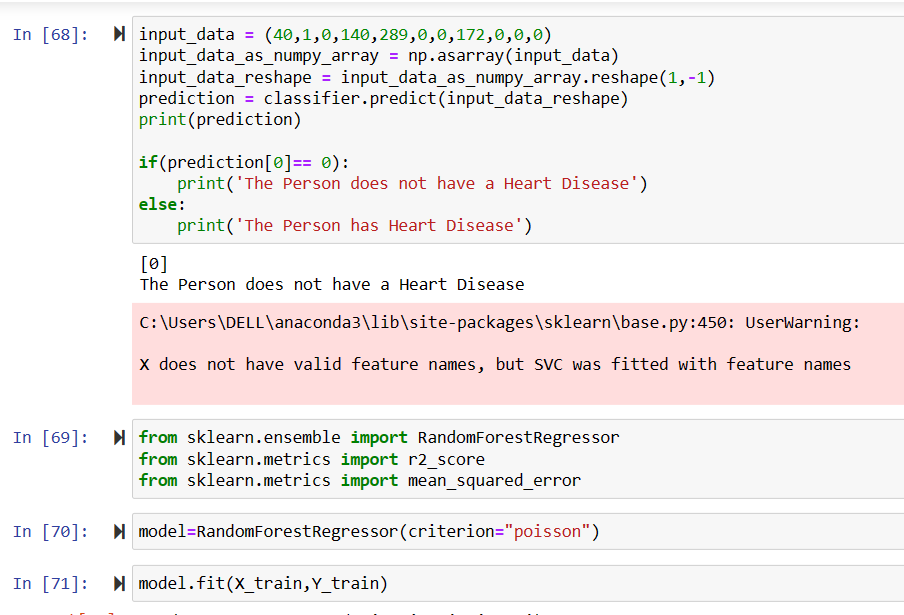 In [68]:
input_data = (40,1,0,140,289,0,0,172,0,0,0)
input_data_as_numpy_array = np.asarray(input_data)
input_data_reshape = input_data_as_numpy_array.reshape(1,-1)
prediction = classifier.predict(input_data_reshape)
print(prediction)
if(prediction[0]== 0):
    print('The Person does not have a Heart Disease')
else:
    print('The Person has Heart Disease')
[0]
The Person does not have a Heart Disease
C:\Users\DELL\anaconda3\lib\site-packages\sklearn\base.py:450: UserWarning:
X does not have valid feature names, but SVC was fitted with feature names
In [69]:
from sklearn.ensemble import RandomForestRegressor
from sklearn.metrics import r2_score
from sklearn.metrics import mean_squared_error
In [70]:
model=RandomForestRegressor(criterion="poisson")
In [71]:
model.fit(X_train,Y_train)